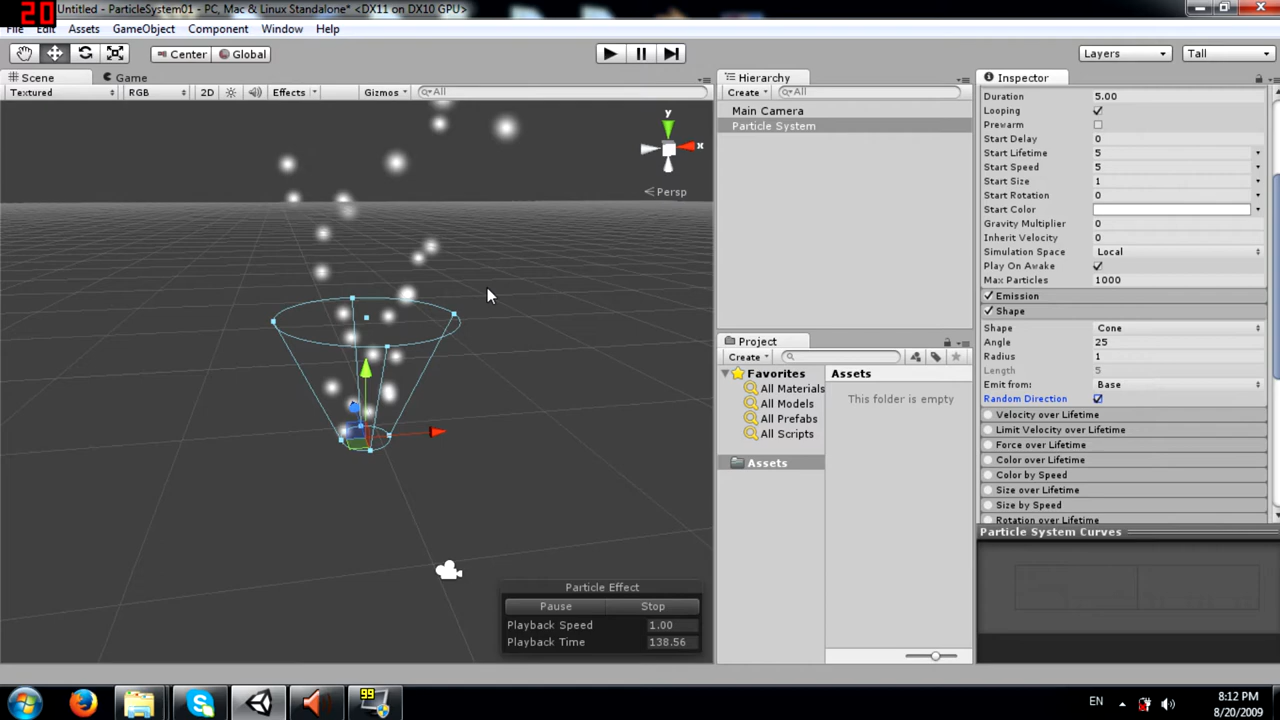 20
Untitled - ParticleSystem01 - PC, Mac & Linux Standalone* <DX11 on DX10 GPU>
File Edit Assets GameObject Component Window Help
Center Global Layers Tall
Scene Game
Textured RGB 2D Effects Gizmos All
y
x
Persp
Particle Effect
Pause Stop
Playback Speed 1.00
Playback Time 138.56
Hierarchy
Create All
Main Camera
Particle System
Project
Create
Favorites
All Materials
All Models
All Prefabs
All Scripts
Assets
Assets
This folder is empty
Inspector
Duration 5.00
Looping
Prewarm
Start Delay 0
Start Lifetime 5
Start Speed 5
Start Size 1
Start Rotation 0
Start Color
Gravity Multiplier 0
Inherit Velocity 0
Simulation Space Local
Play On Awake
Max Particles 1000
Emission
Shape
Shape Cone
Angle 25
Radius 1
Length 5
Emit from: Base
Random Direction
Velocity over Lifetime
Limit Velocity over Lifetime
Force over Lifetime
Color over Lifetime
Color by Speed
Size over Lifetime
Size by Speed
Rotation over Lifetime
Particle System Curves
99
EN
8:12 PM
8/20/2009